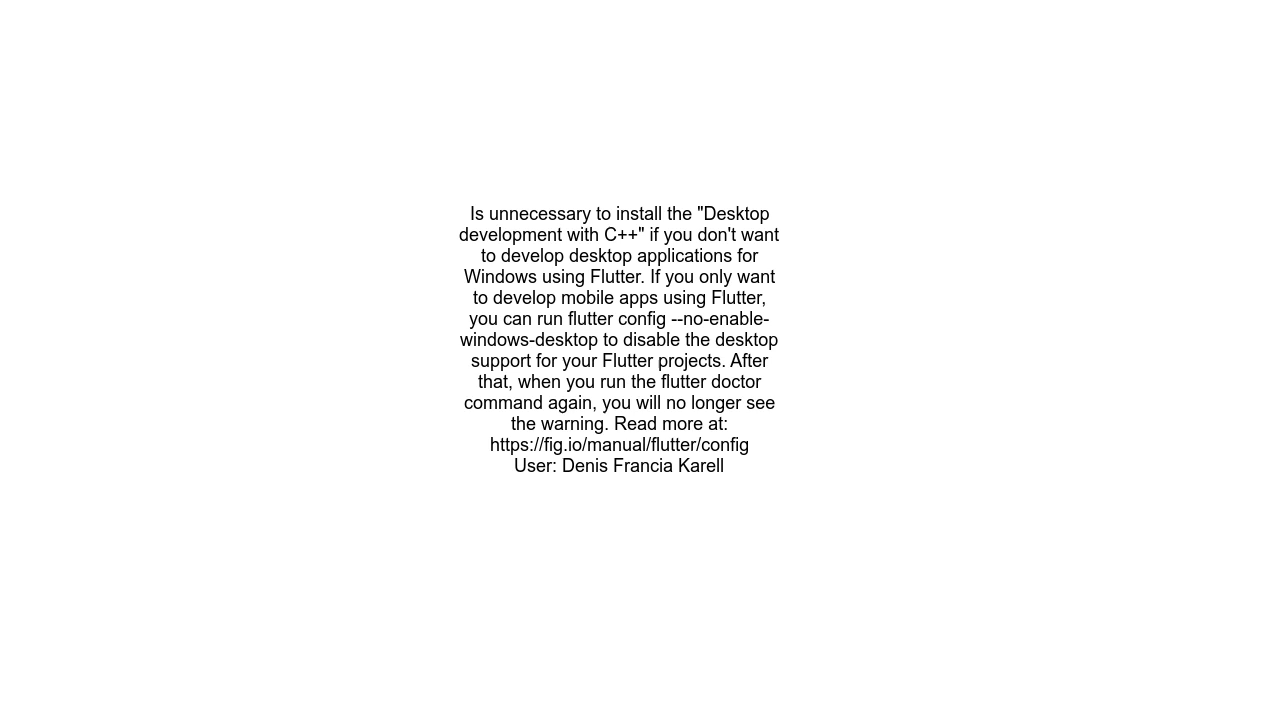 Is unnecessary to install the "Desktop
development with C++" if you don't want
to develop desktop applications for
Windows using Flutter. If you only want
to develop mobile apps using Flutter,
you can run flutter config --no-enable-
windows-desktop to disable the desktop
support for your Flutter projects. After
that, when you run the flutter doctor
command again, you will no longer see
the warning. Read more at:
https://fig.io/manual/flutter/config
User: Denis Francia Karell